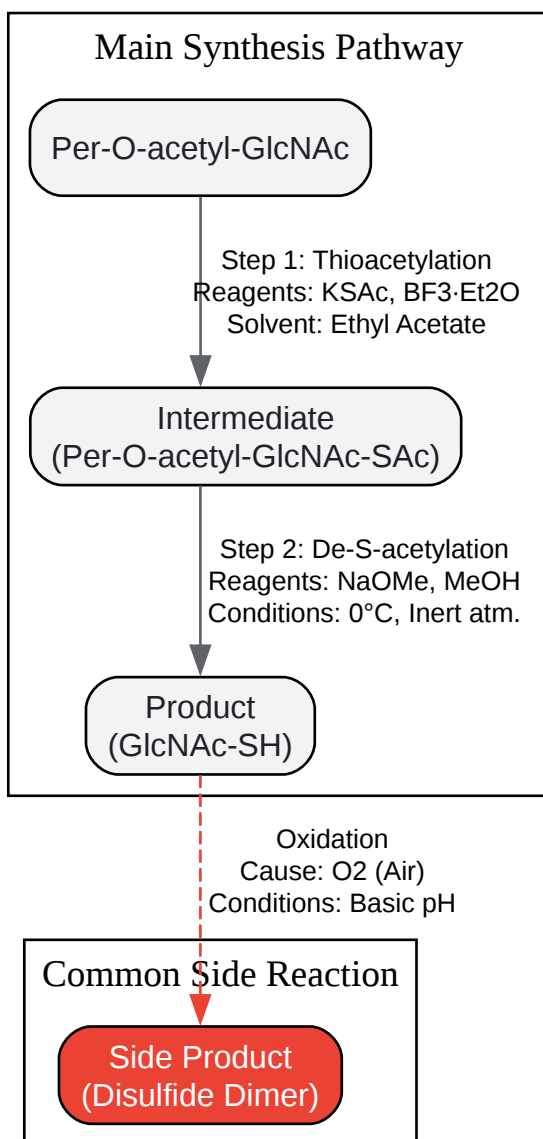 Main Synthesis Pathway
Per-O-acetyl-GlcNAc
Step 1: Thioacetylation
Reagents: KSAc, BF3·Et2O
Solvent: Ethyl Acetate
Intermediate
(Per-O-acetyl-GlcNAc-SAc)
Step 2: De-S-acetylation
Reagents: NaOMe, MeOH
Conditions: 0°C, Inert atm.
Product
(GlcNAc-SH)
Oxidation
Cause: O2 (Air)
Conditions: Basic pH
Common Side Reaction
Side Product
(Disulfide Dimer)